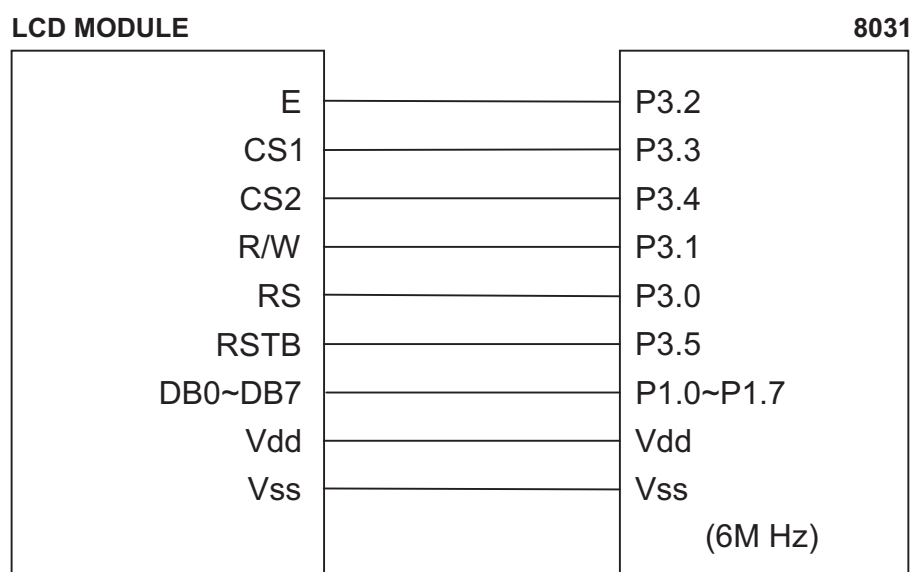 LCD MODULE 8031
E P3.2
CS1 P3.3
CS2 P3.4
R/W P3.1
RS P3.0
RSTB P3.5
DB0~DB7 P1.0~P1.7
Vdd Vdd
Vss Vss
(6M Hz)